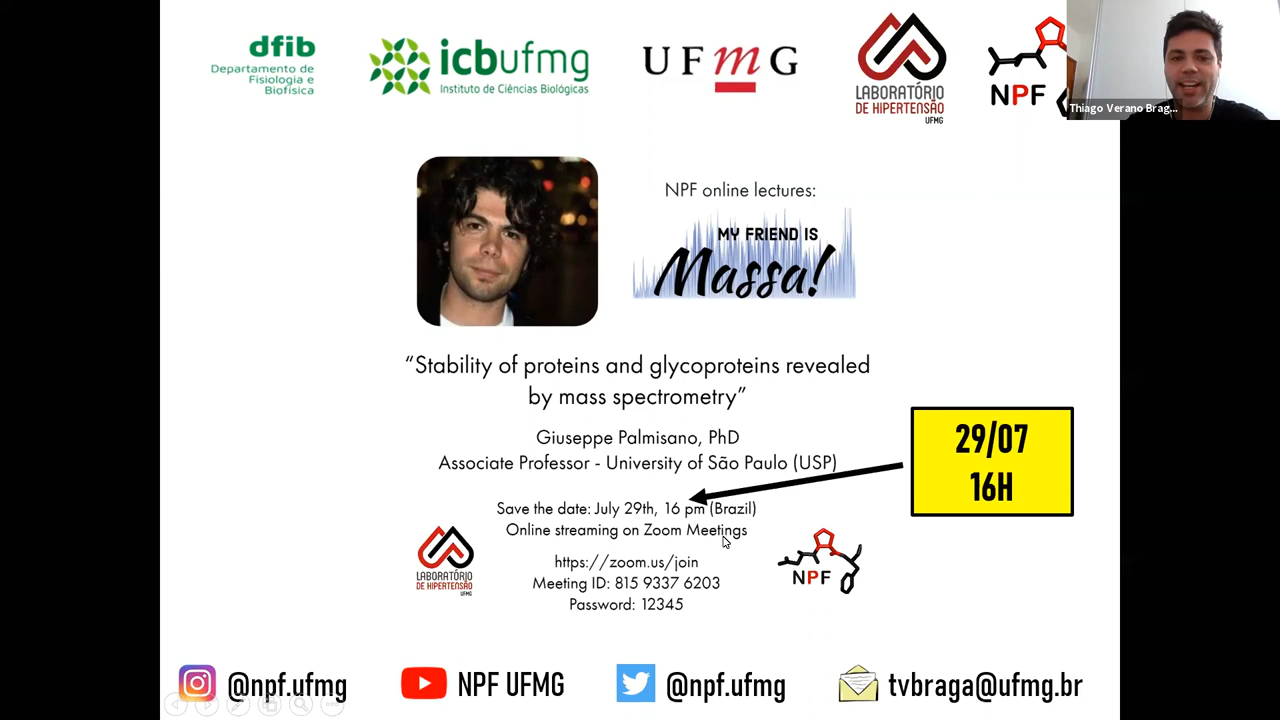 dfib
Departamento de
Fisiologia e
Biofísica
icbufmg
Instituto de Ciências Biológicas
UFmG
LABORATÓRIO
DE HIPERTENSÃO
UFMG
NPF
Thiago Verano Brag...
NPF online lectures:
MY FRIEND IS
Massa!
“Stability of proteins and glycoproteins revealed
by mass spectrometry”
Giuseppe Palmisano, PhD
Associate Professor - University of São Paulo (USP)
29/07
16H
Save the date: July 29th, 16 pm (Brazil)
Online streaming on Zoom Meetings
https://zoom.us/join
Meeting ID: 815 9337 6203
Password: 12345
LABORATÓRIO
DE HIPERTENSÃO
UFMG
NPF
@npf.ufmg
NPF UFMG
@npf.ufmg
tvbraga@ufmg.br